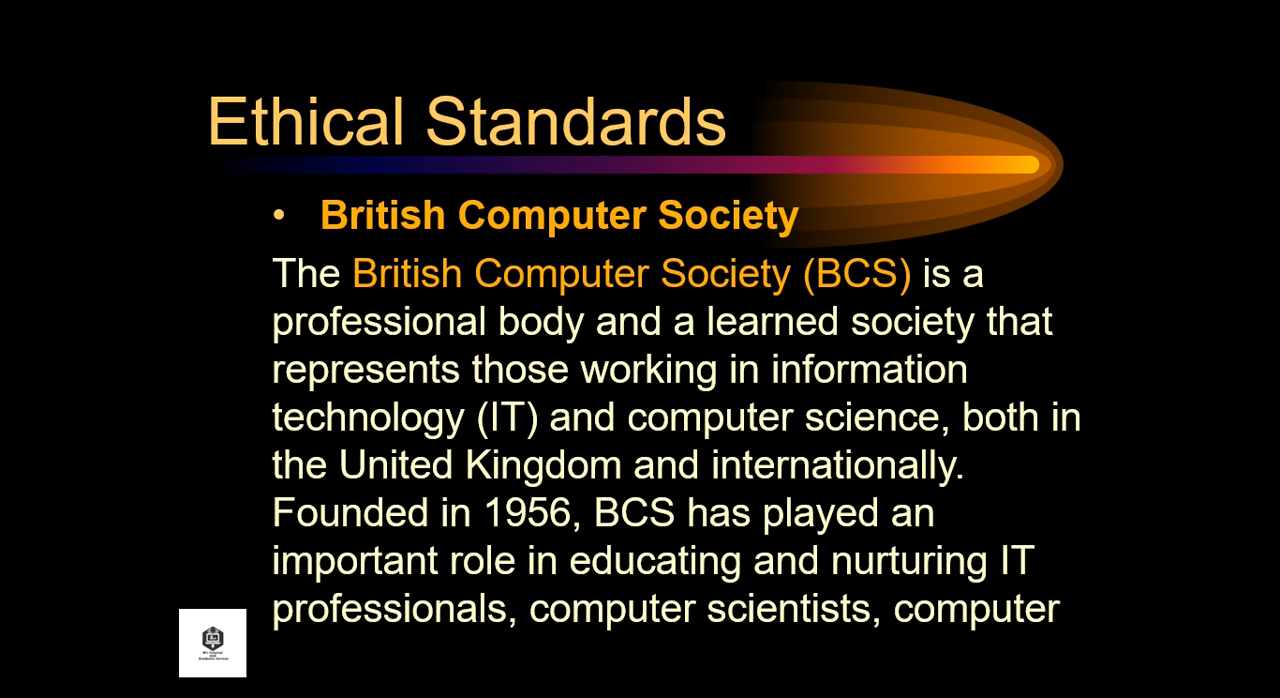 Ethical Standards
• British Computer Society
The British Computer Society (BCS) is a
professional body and a learned society that
represents those working in information
technology (IT) and computer science, both in
the United Kingdom and internationally.
Founded in 1956, BCS has played an
important role in educating and nurturing IT
professionals, computer scientists, computer